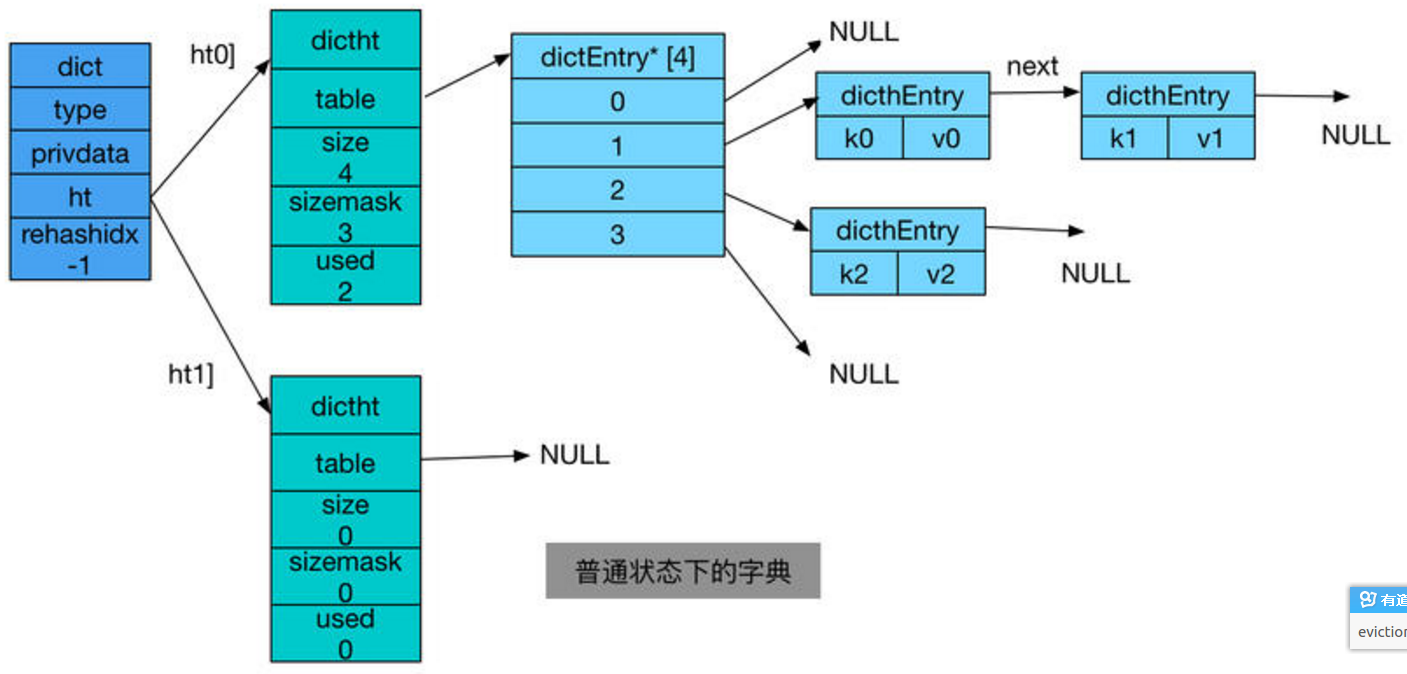 dict
type
privdata
ht
rehashidx
-1
ht0]
dictht
table
size
4
sizemask
3
used
2
dictEntry* [4]
0
1
2
3
NULL
dicthEntry
k0 v0
next
dicthEntry
k1 v1
NULL
dicthEntry
k2 v2
NULL
NULL
ht1]
dictht
table
size
0
sizemask
0
used
0
NULL
普通状态下的字典
有道
eviction